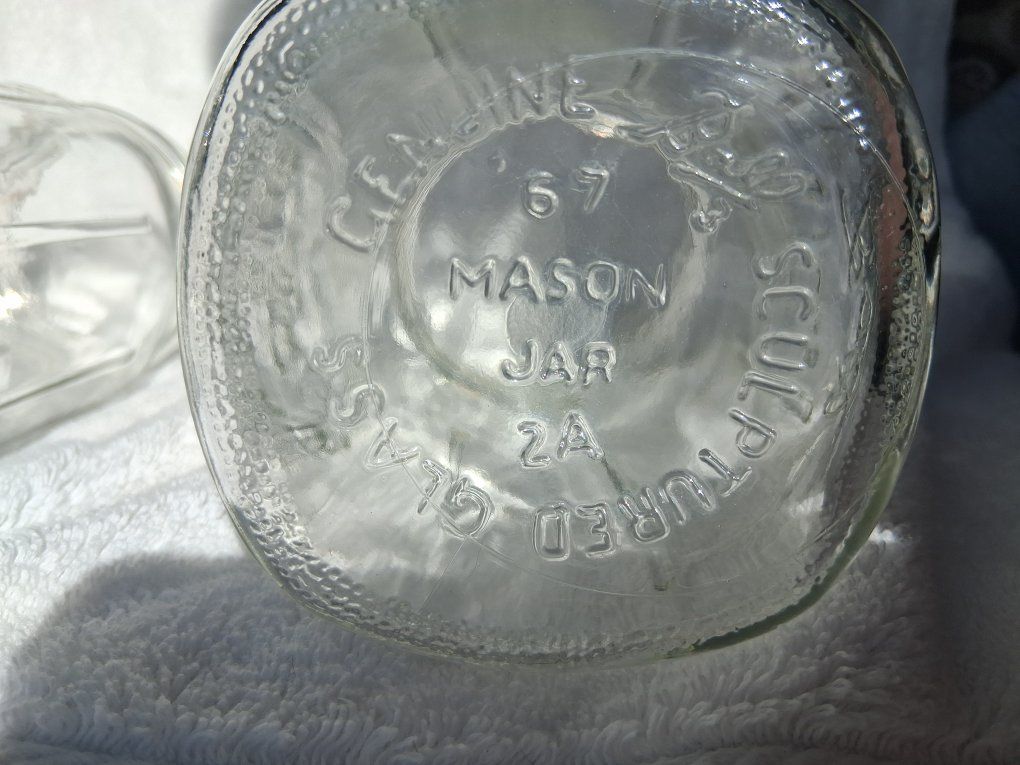 GENUINE Ball SCULPTURED GLASS
'67
MASON
JAR
2A